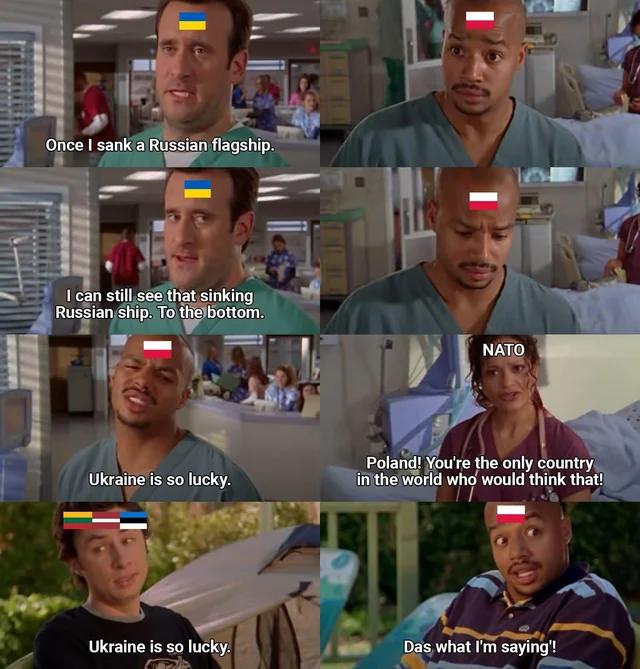 Once I sank a Russian flagship.
I can still see that sinking
Russian ship. To the bottom.
Ukraine is so lucky.
NATO
Poland! You're the only country
in the world who would think that!
Ukraine is so lucky.
Das what I'm saying'!